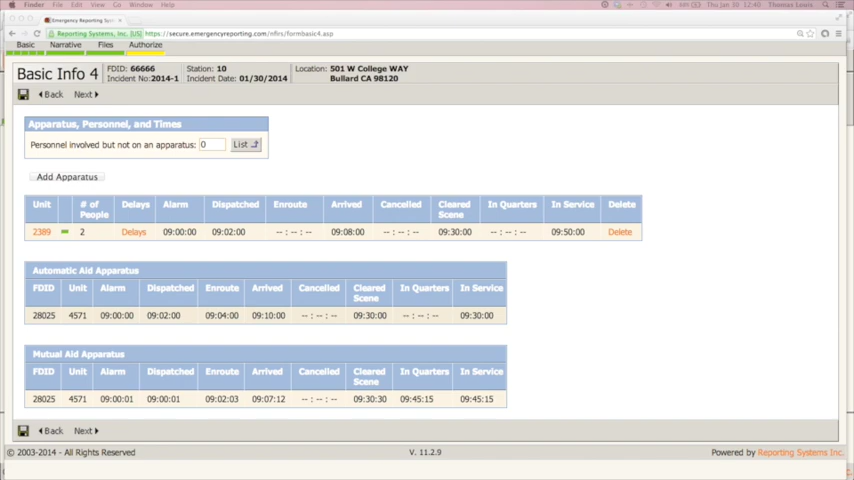 Finder File Edit View Go Window Help 60% Thu Jan 30 12:40 Thomas Louis
Emergency Reporting Sys
Reporting Systems, Inc. [US] https://secure.emergencyreporting.com/nfirs/formbasic4.asp
Basic Narrative Files Authorize
Basic Info 4
FDID: 66666
Incident No:2014-1
Station: 10
Incident Date: 01/30/2014
Location: 501 W College WAY
Bullard CA 98120
Back Next
Apparatus, Personnel, and Times
Personnel involved but not on an apparatus: 0 List
Add Apparatus
Unit # of People Delays Alarm Dispatched Enroute Arrived Cancelled Cleared Scene In Quarters In Service Delete
2389 2 Delays 09:00:00 09:02:00 -- : -- : -- 09:08:00 -- : -- : -- 09:30:00 -- : -- : -- 09:50:00 Delete
Automatic Aid Apparatus
FDID Unit Alarm Dispatched Enroute Arrived Cancelled Cleared Scene In Quarters In Service
28025 4571 09:00:00 09:02:00 09:04:00 09:10:00 -- : -- : -- 09:30:00 -- : -- : -- 09:30:00
Mutual Aid Apparatus
FDID Unit Alarm Dispatched Enroute Arrived Cancelled Cleared Scene In Quarters In Service
28025 4571 09:00:01 09:00:01 09:02:03 09:07:12 -- : -- : -- 09:30:30 09:45:15 09:45:15
Back Next
© 2003-2014 - All Rights Reserved V. 11.2.9 Powered by Reporting Systems Inc.